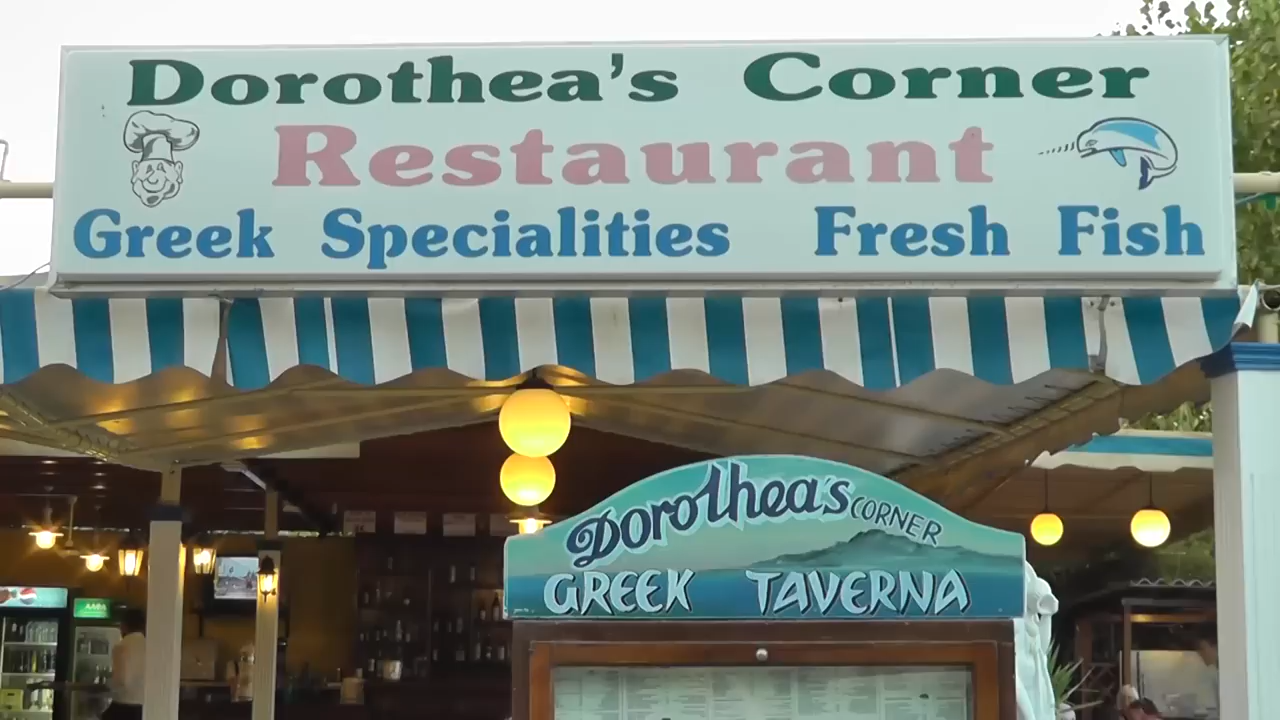 Dorothea's Corner
Restaurant
Greek Specialities Fresh Fish
Dorothea's CORNER
GREEK TAVERNA